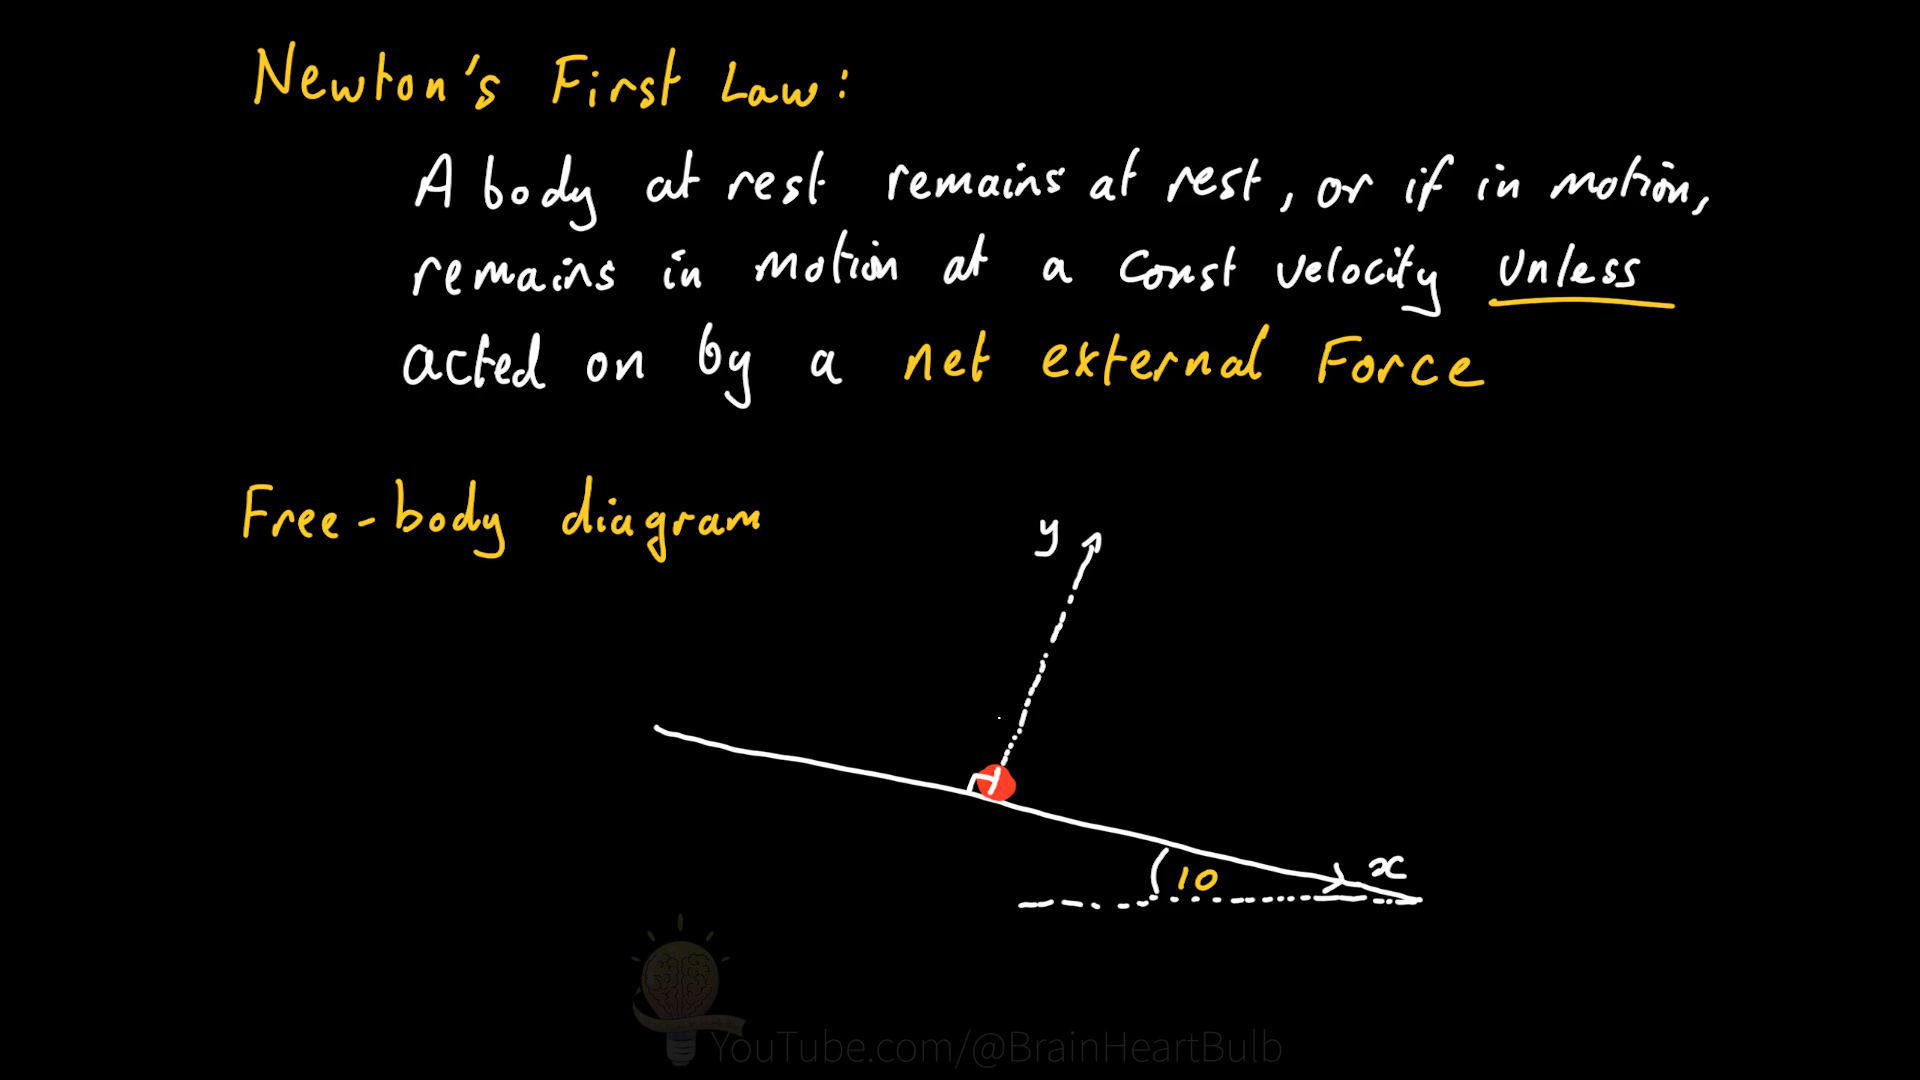 Newton's First Law:
A body at rest remains at rest, or if in motion,
remains in motion at a const velocity unless
acted on by a net external Force
Free-body diagram
y
x
10
YouTube.com/@BrainHeartBulb